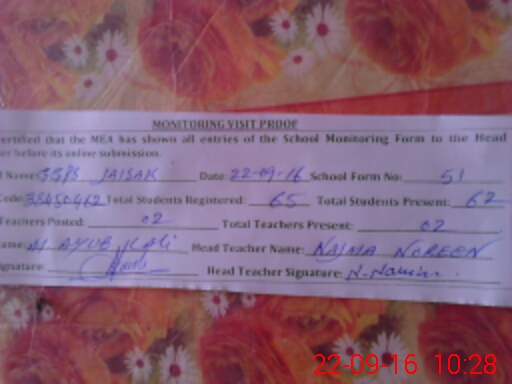 MONITORING VISIT PROOF
certified that the MEA has shown all entries of the School Monitoring Form to the Head
er before its online submission.
Name: GGPS JAISAK Date: 22-09-16 School Form No: 51
Code: 38450462 Total Students Registered: 65 Total Students Present: 62
Teachers Posted: 02 Total Teachers Present: 02
ame: M AYUB Head Teacher Name: NAJMA NOREEN
ignature: Head Teacher Signature:
22-09-16 10:28